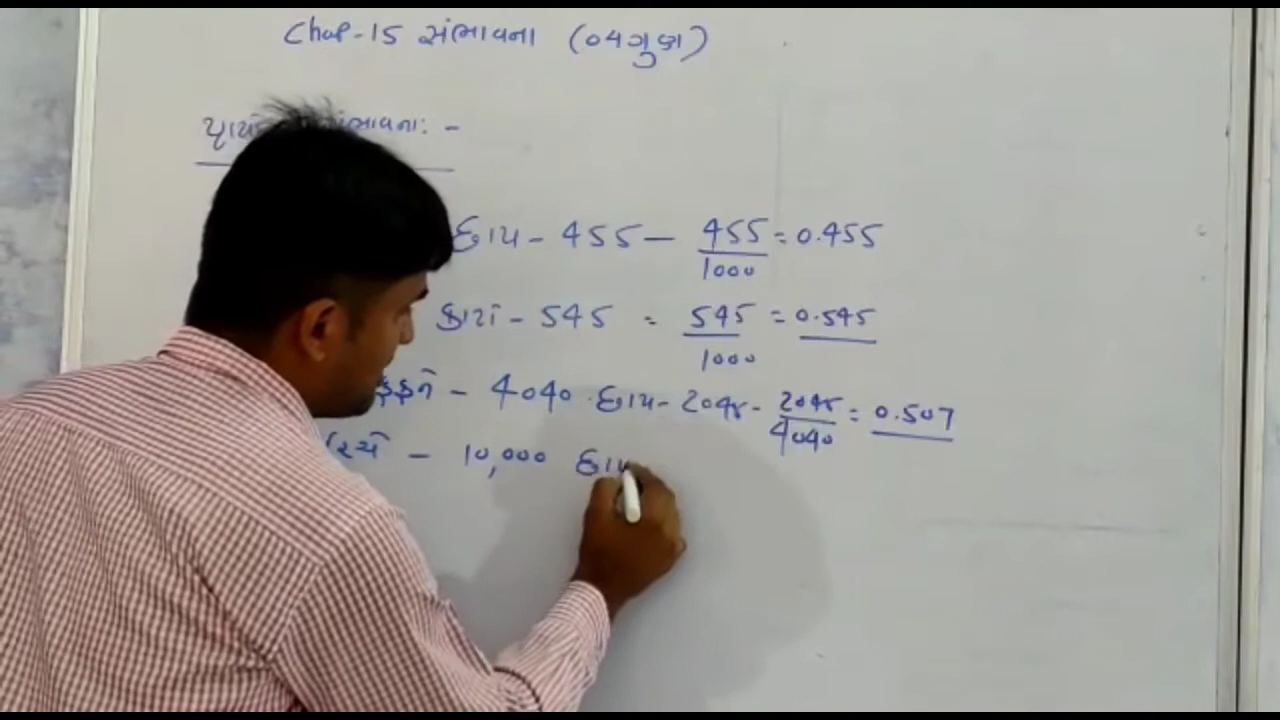 Chap-15 સંભાવના (04ગુણ)
સંભાવના: -
છાપ - 455 - 455/1000 = 0.455
કાટાં - 545 = 545/1000 = 0.545
- 4040 છાપ - 2048 - 2048/4040 = 0.507
- 10,000 છાપ